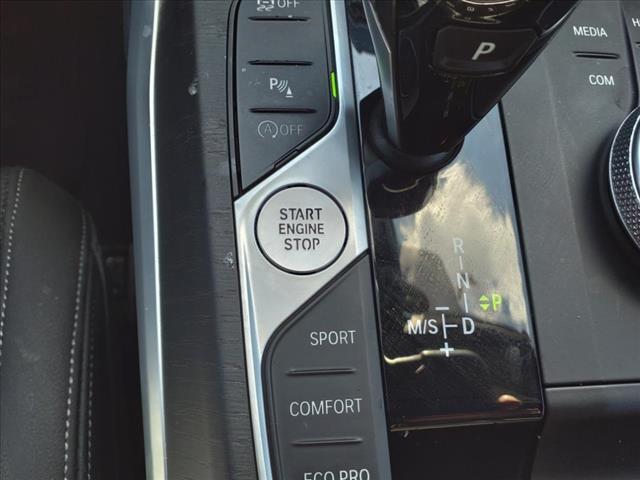 OFF
P
MEDIA
P
COM
A OFF
START
ENGINE
STOP
R
N
P
M/S
D
+
SPORT
COMFORT
ECO PRO